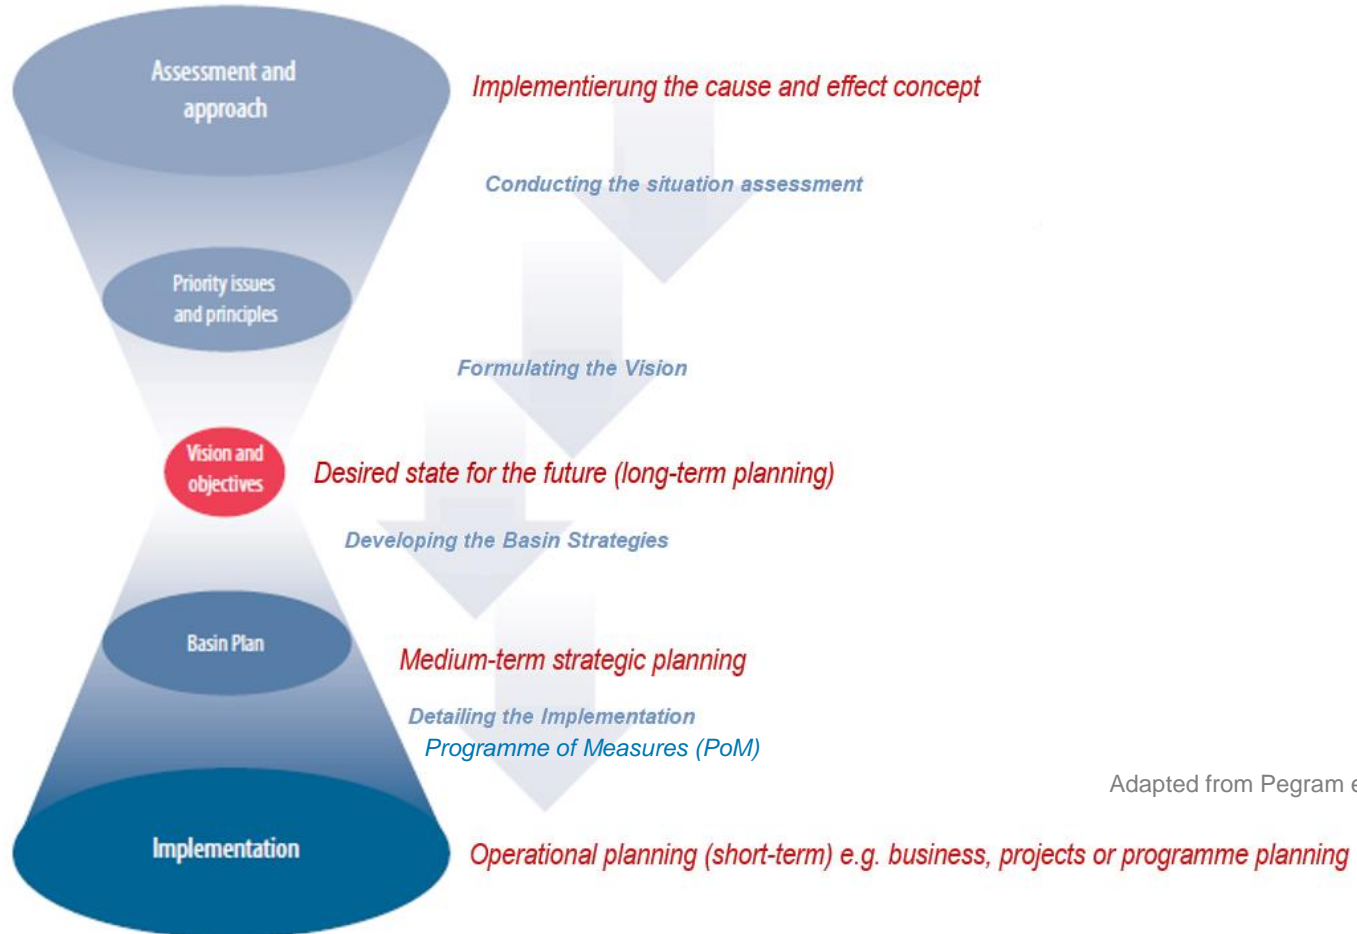 Assessment and
approach
Implementierung the cause and effect concept
Conducting the situation assessment
Priority issues
and principles
Formulating the Vision
Vision and
objectives
Desired state for the future (long-term planning)
Developing the Basin Strategies
Basin Plan
Medium-term strategic planning
Detailing the Implementation
Programme of Measures (PoM)
Adapted from Pegram e
Implementation
Operational planning (short-term) e.g. business, projects or programme planning